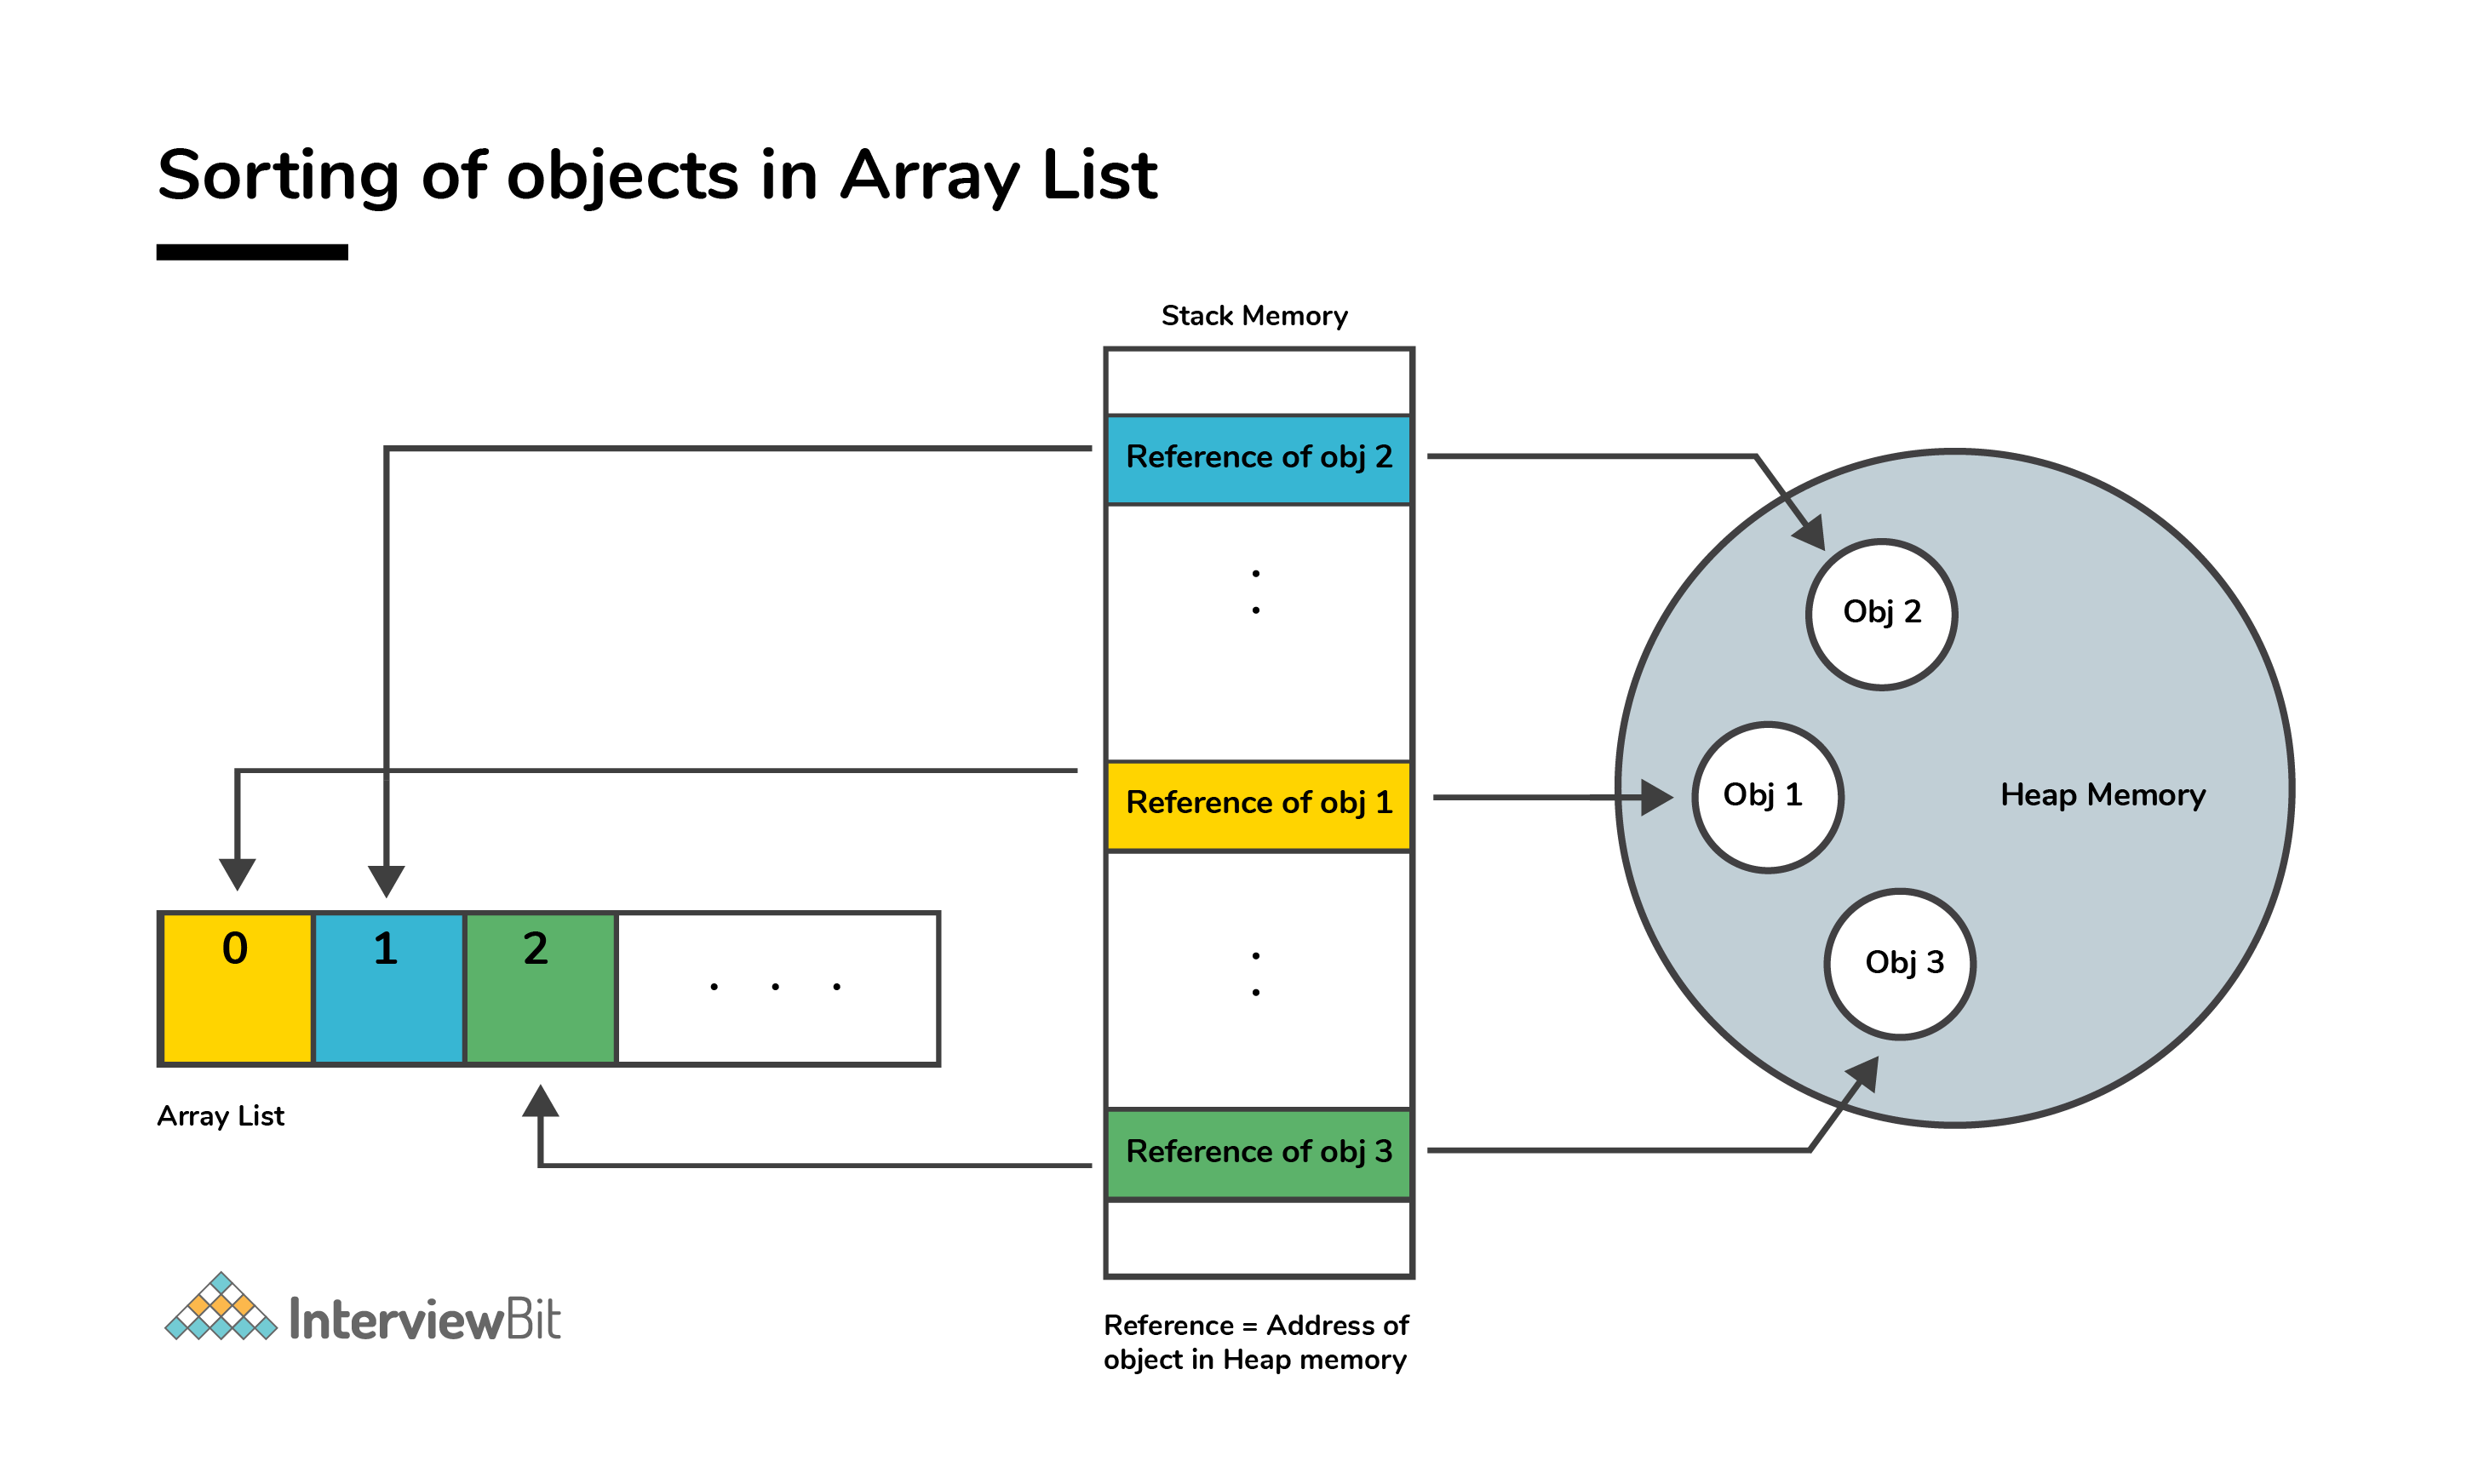 Sorting of objects in Array List
Stack Memory
Reference of obj 2
:
Obj 2
Reference of obj 1
Obj 1
Heap Memory
0
1
2
. . .
:
Obj 3
Array List
Reference of obj 3
InterviewBit
Reference = Address of
object in Heap memory